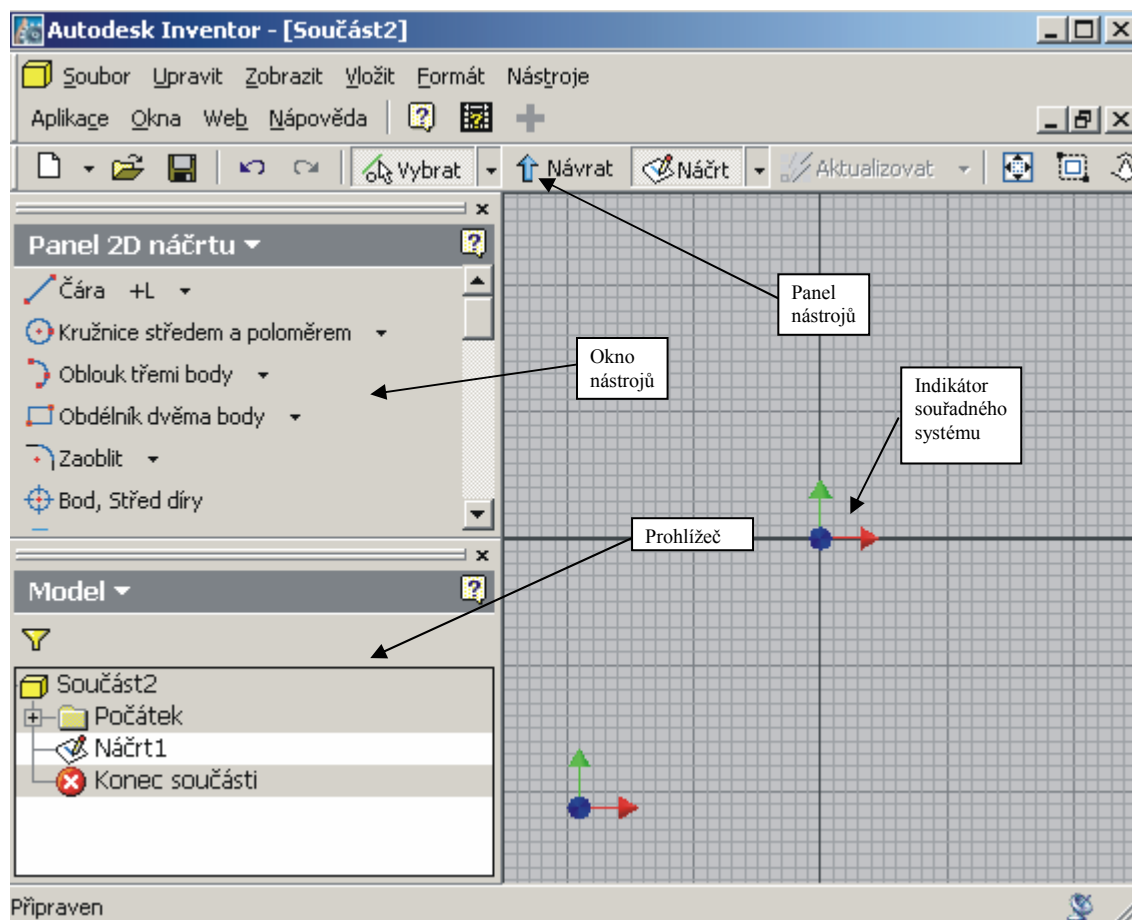 Autodesk Inventor - [Součást2]
Soubor Upravit Zobrazit Vložit Formát Nástroje
Aplikace Okna Web Nápověda
Vybrat Návrat Náčrt Aktualizovat
Panel 2D náčrtu
Čára +L
Kružnice středem a poloměrem
Oblouk třemi body
Obdélník dvěma body
Zaoblit
Bod, Střed díry
Panel
nástrojů
Okno
nástrojů
Indikátor
souřadného
systému
Prohlížeč
Model
Součást2
Počátek
Náčrt1
Konec součásti
Připraven